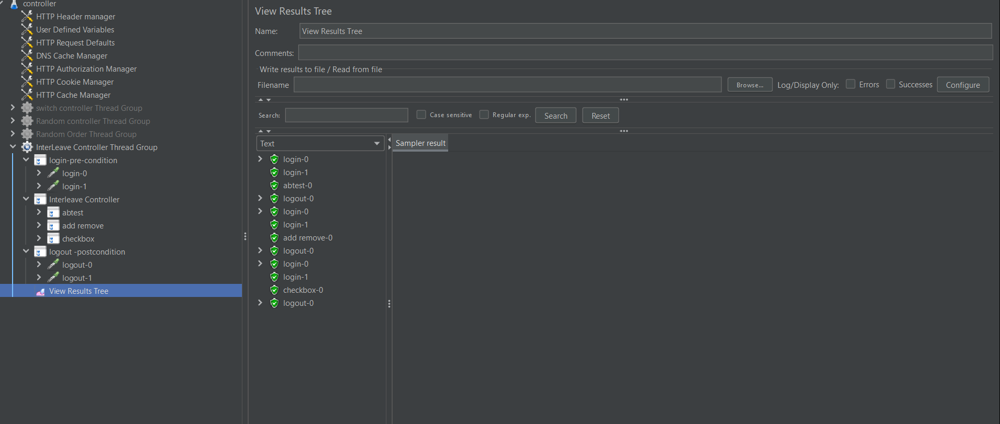 controller
HTTP Header manager
User Defined Variables
HTTP Request Defaults
DNS Cache Manager
HTTP Authorization Manager
HTTP Cookie Manager
HTTP Cache Manager
switch controller Thread Group
Random controller Thread Group
Random Order Thread Group
InterLeave Controller Thread Group
login-pre-condition
login-0
login-1
Interleave Controller
abtest
add remove
checkbox
logout -postcondition
logout-0
logout-1
View Results Tree
View Results Tree
Name: View Results Tree
Comments:
Write results to file / Read from file
Filename Browse... Log/Display Only: Errors Successes Configure
Search: Case sensitive Regular exp. Search Reset
Text
Sampler result
login-0
login-1
abtest-0
logout-0
login-0
login-1
add remove-0
logout-0
login-0
login-1
checkbox-0
logout-0